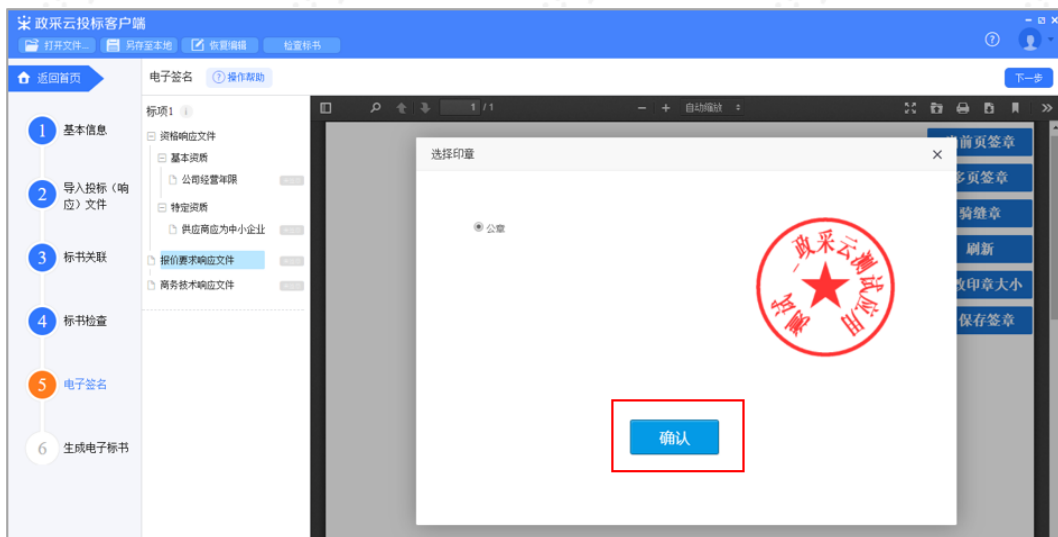 政采云投标客户端
打开文件... 另存至本地 恢复编辑 检查标书
返回首页 电子签名 操作帮助 下一步
标项1
资格响应文件
基本资质
公司经营年限
特定资质
供应商应为中小企业
报价要求响应文件
商务技术响应文件
1 基本信息
2 导入投标（响
应）文件
3 标书关联
4 标书检查
5 电子签名
6 生成电子标书
1 / 1 自动缩放
选择印章
公章
测试_政采云测试应用
确认
前页签章
多页签章
骑缝章
刷新
改印章大小
保存签章